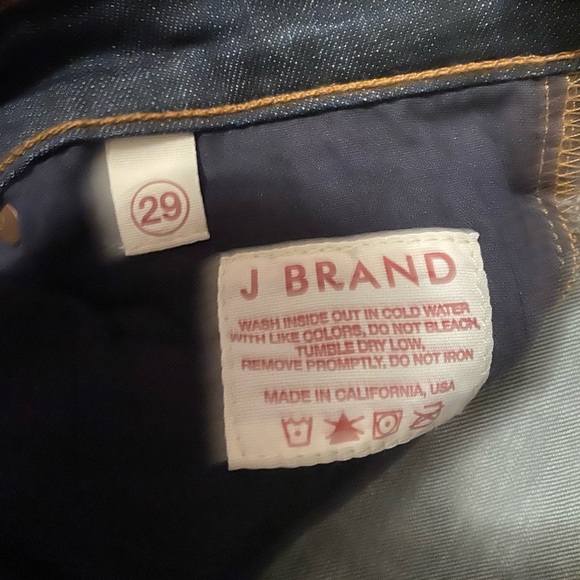 29
J BRAND
WASH INSIDE OUT IN COLD WATER
WITH LIKE COLORS, DO NOT BLEACH,
TUMBLE DRY LOW,
REMOVE PROMPTLY, DO NOT IRON
MADE IN CALIFORNIA, USA